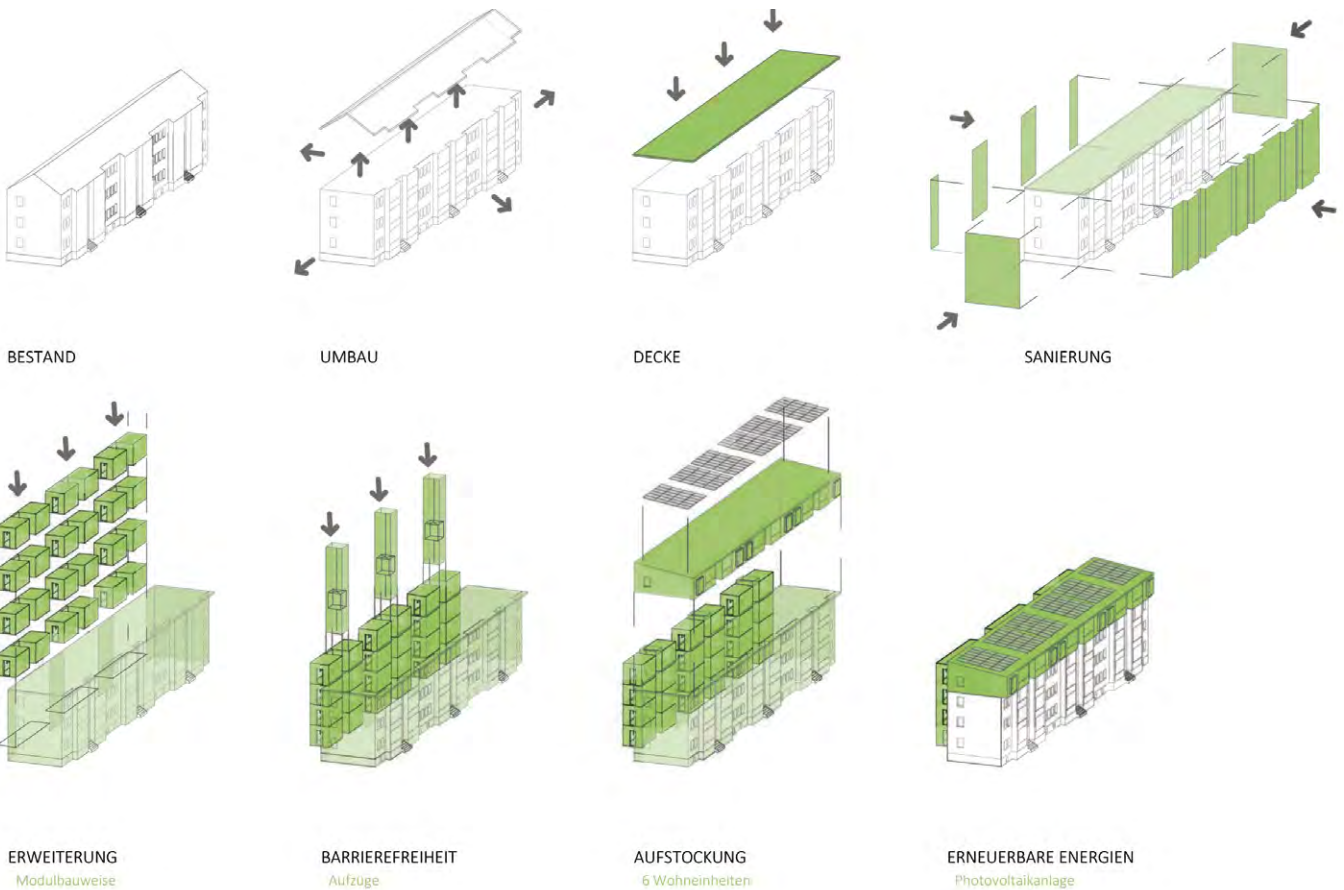 BESTAND
UMBAU
DECKE
SANIERUNG
ERWEITERUNG
Modulbauweise
BARRIEREFREIHEIT
Aufzüge
AUFSTOCKUNG
6 Wohneinheiten
ERNEUERBARE ENERGIEN
Photovoltaikanlage